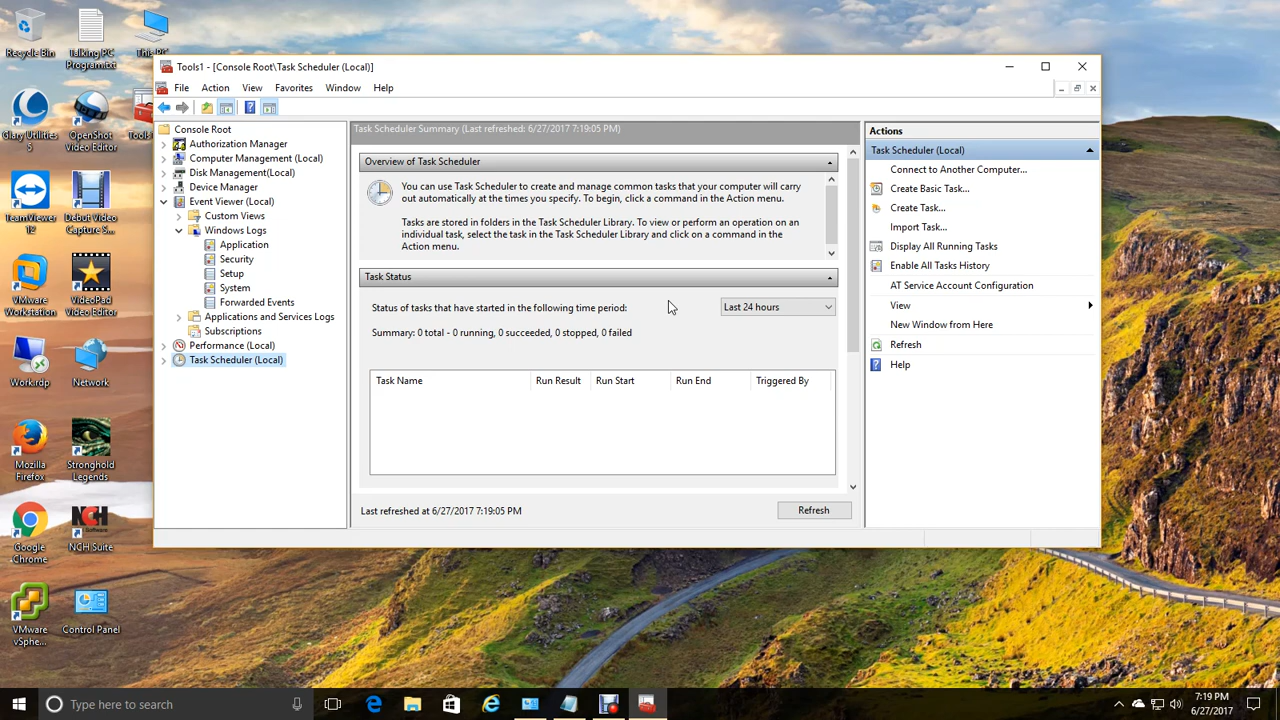 Recycle Bin
Talking PC
Program.txt
This PC
Glary Utilities
5
OpenShot
Video Editor
Tools1
TeamViewer
12
Debut Video
Capture S...
VMware
Workstation
VideoPad
Video Editor
Work.rdp
Network
Mozilla
Firefox
Stronghold
Legends
Google
Chrome
NCH
Software
NCH Suite
VMware
vSphe...
Control Panel
Tools1 - [Console Root\Task Scheduler (Local)]
File Action View Favorites Window Help
Console Root
Authorization Manager
Computer Management (Local)
Disk Management(Local)
Device Manager
Event Viewer (Local)
Custom Views
Windows Logs
Application
Security
Setup
System
Forwarded Events
Applications and Services Logs
Subscriptions
Performance (Local)
Task Scheduler (Local)
Task Scheduler Summary (Last refreshed: 6/27/2017 7:19:05 PM)
Overview of Task Scheduler
You can use Task Scheduler to create and manage common tasks that your computer will carry
out automatically at the times you specify. To begin, click a command in the Action menu.
Tasks are stored in folders in the Task Scheduler Library. To view or perform an operation on an
individual task, select the task in the Task Scheduler Library and click on a command in the
Action menu.
Task Status
Status of tasks that have started in the following time period: Last 24 hours
Summary: 0 total - 0 running, 0 succeeded, 0 stopped, 0 failed
Task Name Run Result Run Start Run End Triggered By
Last refreshed at 6/27/2017 7:19:05 PM Refresh
Actions
Task Scheduler (Local)
Connect to Another Computer...
Create Basic Task...
Create Task...
Import Task...
Display All Running Tasks
Enable All Tasks History
AT Service Account Configuration
View
New Window from Here
Refresh
Help
Type here to search
7:19 PM
6/27/2017